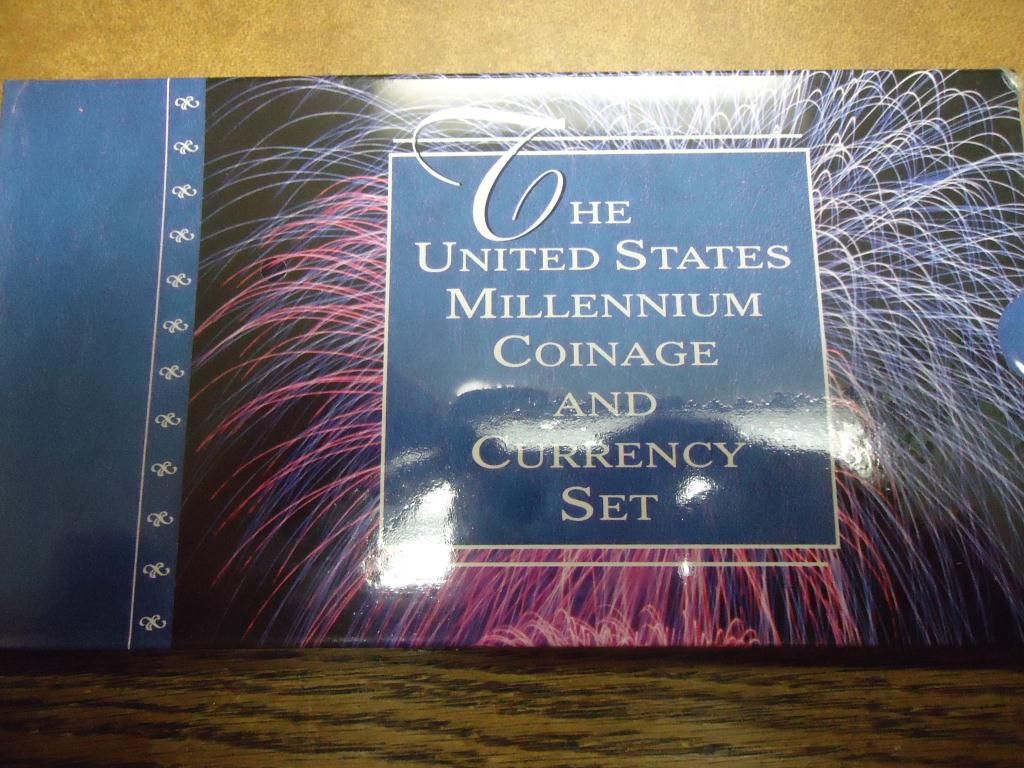 THE
UNITED STATES
MILLENNIUM
COINAGE
AND
CURRENCY
SET